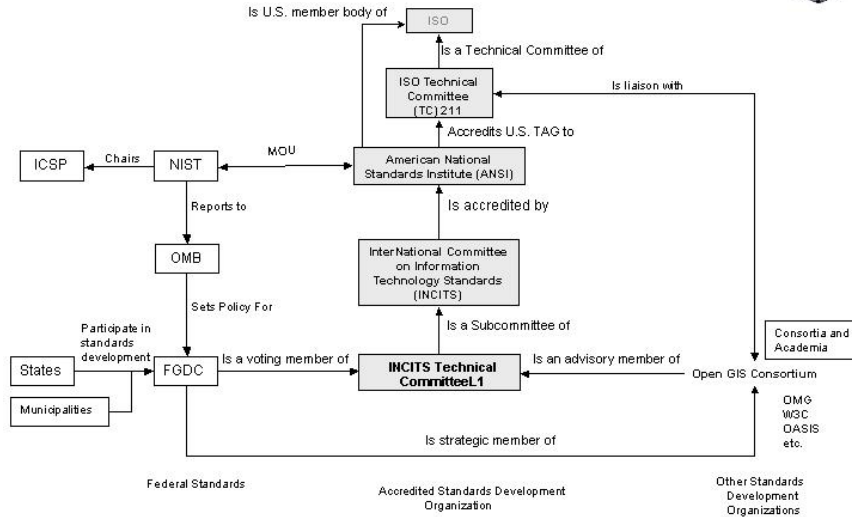 Is U.S. member body of
ISO
Is a Technical Committee of
ISO Technical
Committee
(TC) 211
Is liaison with
Accredits U.S. TAG to
ICSP
Chairs
NIST
MOU
American National
Standards Institute (ANSI)
Reports to
Is accredited by
OMB
InterNational Committee
on Information
Technology Standards
(INCITS)
Sets Policy For
Participate in
standards
development
Is a Subcommittee of
Consortia and
Academia
States
FGDC
Is a voting member of
INCITS Technical
CommitteeL1
Is an advisory member of
Open GIS Consortium
Municipalities
OMG
W3C
OASIS
etc.
Is strategic member of
Federal Standards
Accredited Standards Development
Organization
Other Standards
Development
Organizations